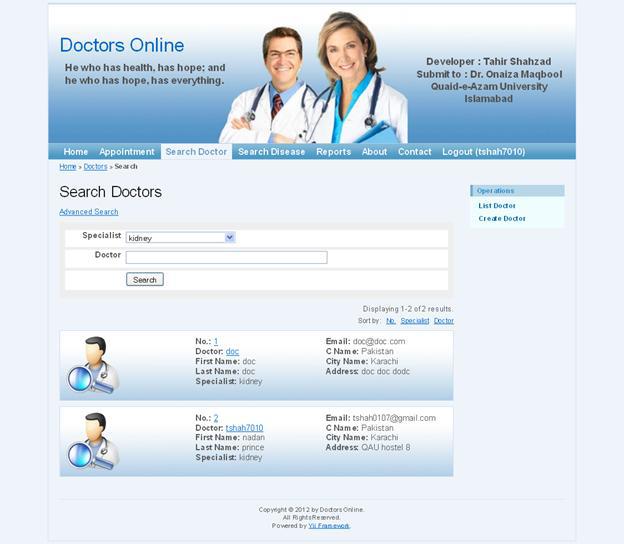 Doctors Online
He who has health, has hope; and
he who has hope, has everything.
Developer : Tahir Shahzad
Submit to : Dr. Onaiza Maqbool
Quaid-e-Azam University
Islamabad
Home Appointment Search Doctor Search Disease Reports About Contact Logout (tshah7010)
Home » Doctors » Search
Search Doctors
Advanced Search
Specialist kidney
Doctor
Search
Operations
List Doctor
Create Doctor
Displaying 1-2 of 2 results.
Sort by: No. Specialist Doctor
No.: 1
Doctor: doc
First Name: doc
Last Name: doc
Specialist: kidney
Email: doc@doc.com
C Name: Pakistan
City Name: Karachi
Address: doc doc dodc
No.: 2
Doctor: tshah7010
First Name: nadan
Last Name: prince
Specialist: kidney
Email: tshah0107@gmail.com
C Name: Pakistan
City Name: Karachi
Address: QAU hostel 8
Copyright © 2012 by Doctors Online.
All Rights Reserved.
Powered by Yii Framework.